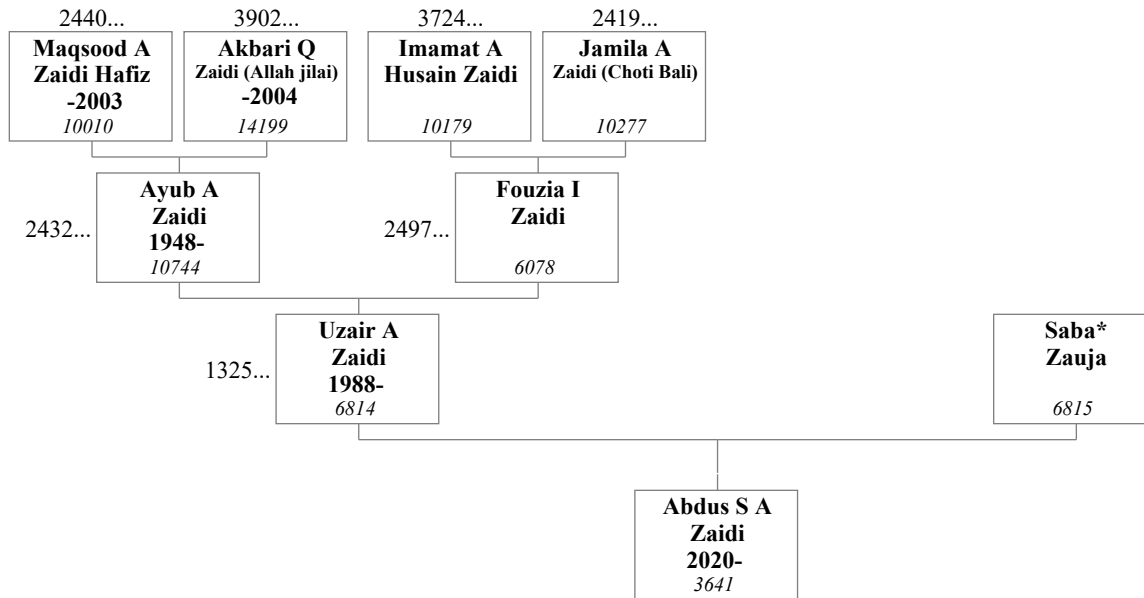 2440...
3902...
3724...
2419...
Maqsood A
Zaidi Hafiz
-2003
10010
Akbari Q
Zaidi (Allah jilai)
-2004
14199
Imamat A
Husain Zaidi
10179
Jamila A
Zaidi (Choti Bali)
10277
2432...
Ayub A
Zaidi
1948-
10744
2497...
Fouzia I
Zaidi
6078
1325...
Uzair A
Zaidi
1988-
6814
Saba*
Zauja
6815
Abdus S A
Zaidi
2020-
3641